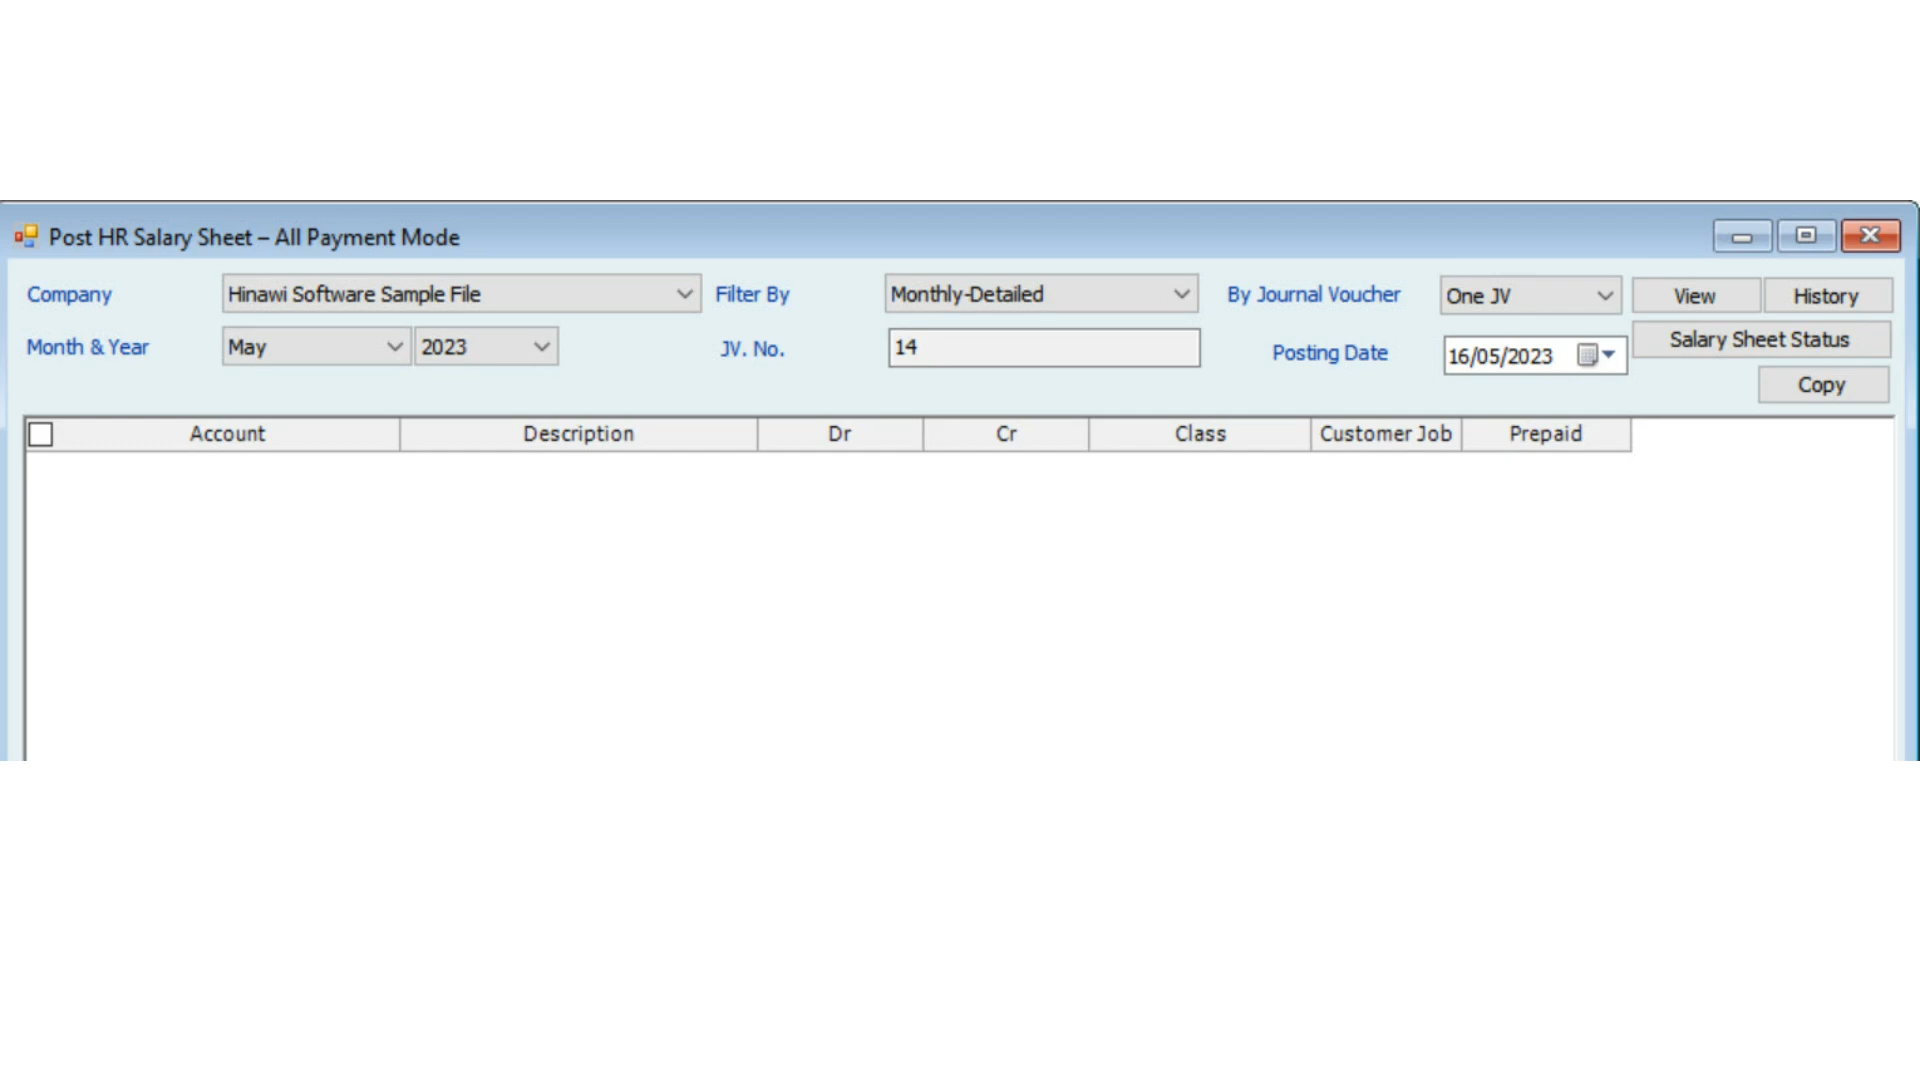 Post HR Salary Sheet – All Payment Mode
Company Hinawi Software Sample File Filter By Monthly-Detailed By Journal Voucher One JV View History
Month & Year May 2023 JV. No. 14 Posting Date 16/05/2023 Salary Sheet Status
Copy
Account Description Dr Cr Class Customer Job Prepaid